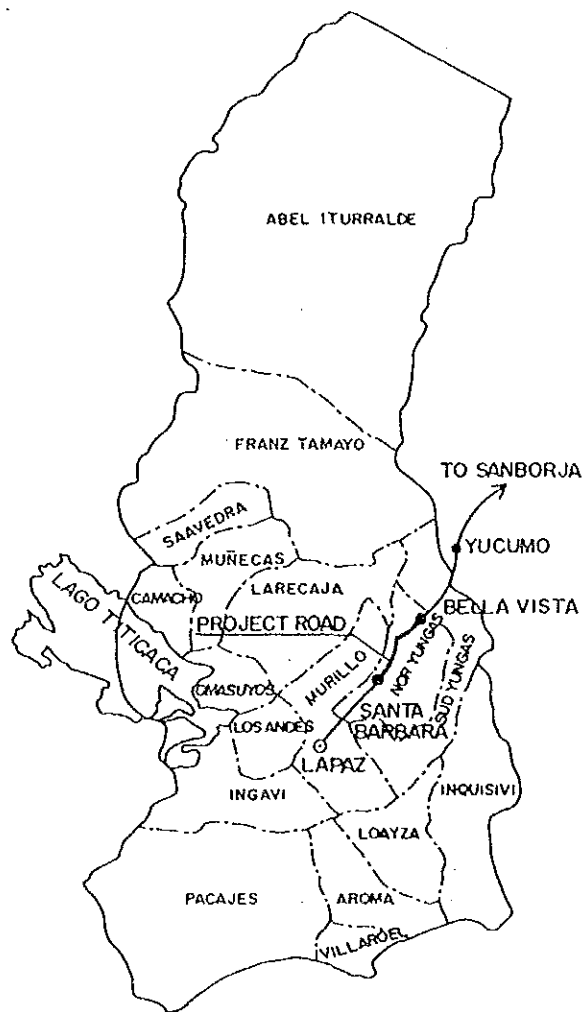 ABEL ITURRALDE
FRANZ TAMAYO
TO SANBORJA
SAAVEDRA
YUCUMO
MUÑECAS
CAMACHO
LARECAJA
LAGO TITICACA
BELLA VISTA
PROJECT ROAD
MURILLO
NOR YUNGAS
SUD YUNGAS
OMASUYOS
SANTA
BARBARA
LOS ANDES
LAPAZ
INGAVI
INQUISIVI
LOAYZA
PACAJES
AROMA
VILLAROEL